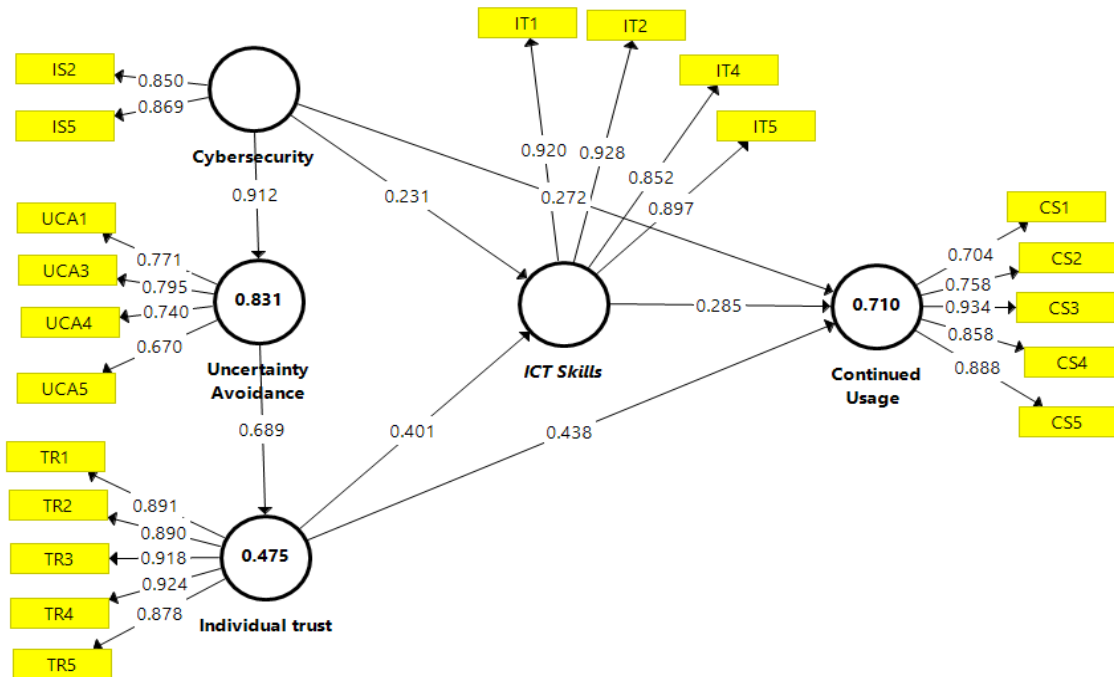 IT1
IT2
IS2
IT4
0.850
0.869
IS5
IT5
Cybersecurity
0.920
0.928
0.852
0.912
0.231
0.272
0.897
UCA1
CS1
0.771
0.704
UCA3
0.795
CS2
0.758
0.831
0.285
0.710
0.934
CS3
UCA4
0.740
0.858
0.670
CS4
Uncertainty
Avoidance
ICT Skills
Continued
Usage
0.888
UCA5
CS5
0.689
0.401
0.438
TR1
0.891
TR2
0.890
0.475
TR3
0.918
0.924
TR4
0.878
Individual trust
TR5